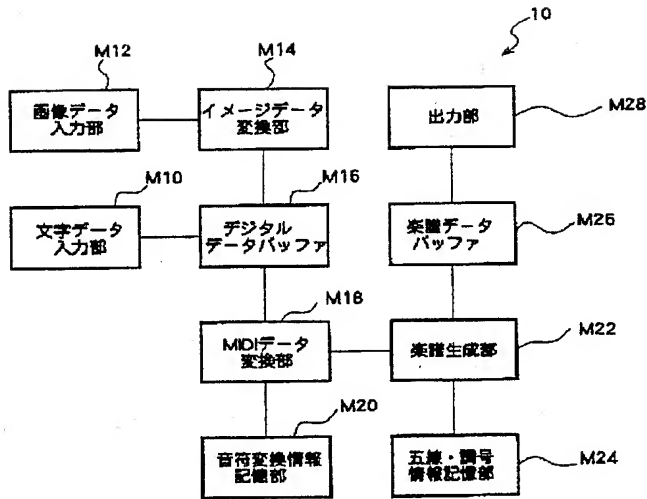 10
M12
M14
画像データ
入力部
イメージデータ
変換部
出力部
M28
M10
M16
文字データ
入力部
デジタル
データバッファ
楽譜データ
バッファ
M26
M18
MIDIデータ
変換部
楽譜生成部
M22
M20
音符変換情報
記憶部
五線・調号
情報記憶部
M24